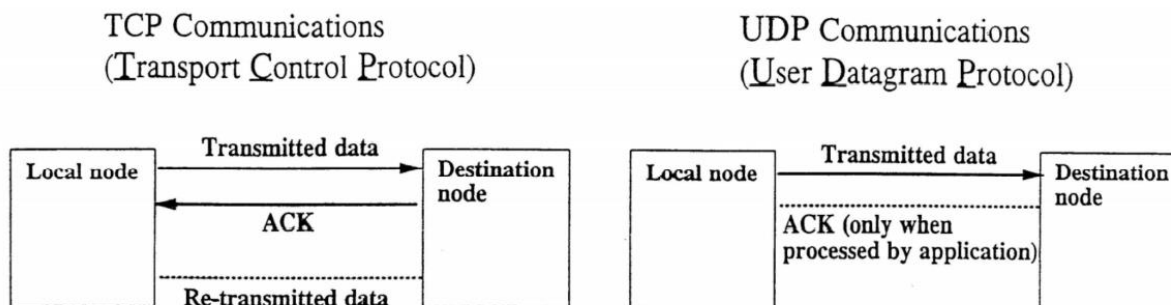 TCP Communications
(Transport Control Protocol)
Local node
Transmitted data
ACK
Re-transmitted data
Destination
node
UDP Communications
(User Datagram Protocol)
Local node
Transmitted data
ACK (only when
processed by application)
Destination
node